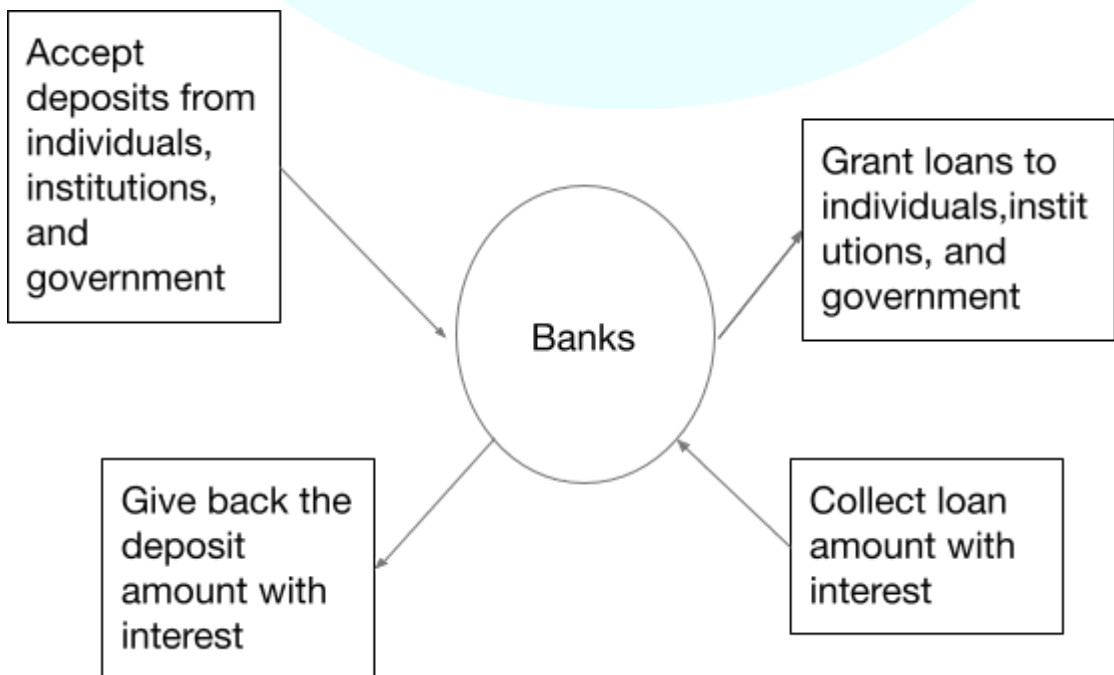 Accept
deposits from
individuals,
institutions,
and
government
Grant loans to
individuals,instit
utions, and
government
Banks
Give back the
deposit
amount with
interest
Collect loan
amount with
interest